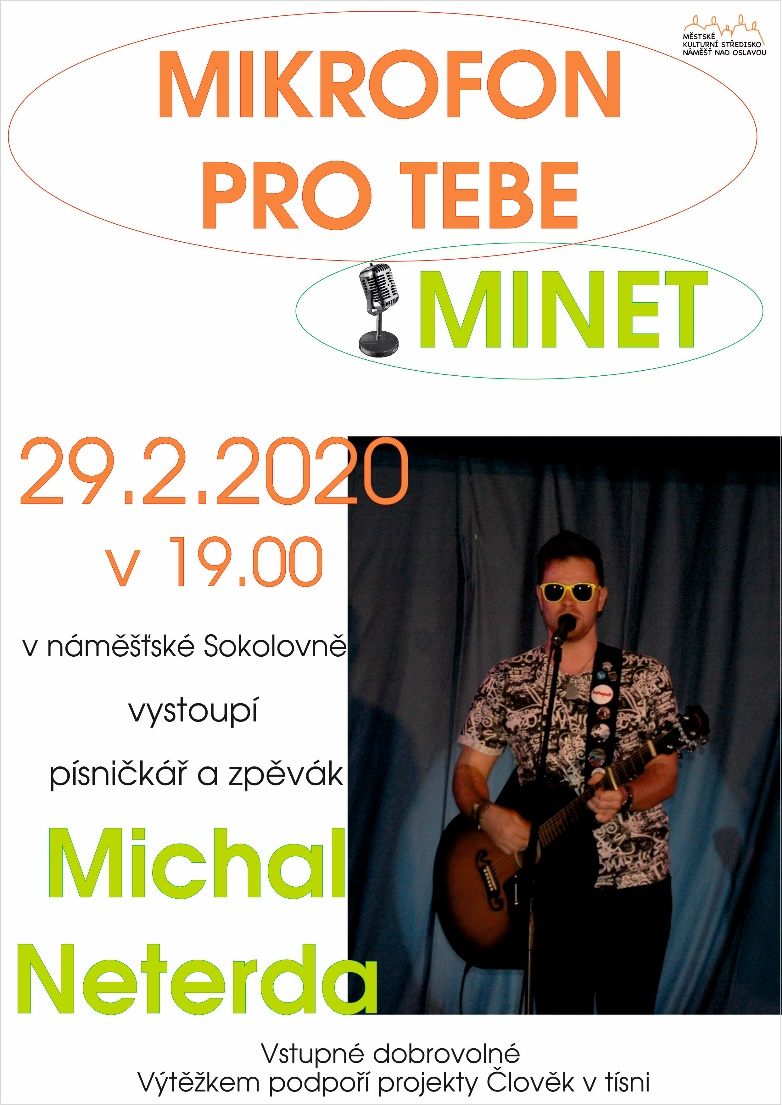 MĚSTSKÉ
KULTURNÍ STŘEDISKO
NÁMĚŠŤ NAD OSLAVOU
MIKROFON
PRO TEBE
MINET
29.2.2020
v 19.00
v náměšťské Sokolovně
vystoupí
písničkář a zpěvák
Michal
Neterda
Vstupné dobrovolné
Výtěžkem podpoří projekty Člověk v tísni